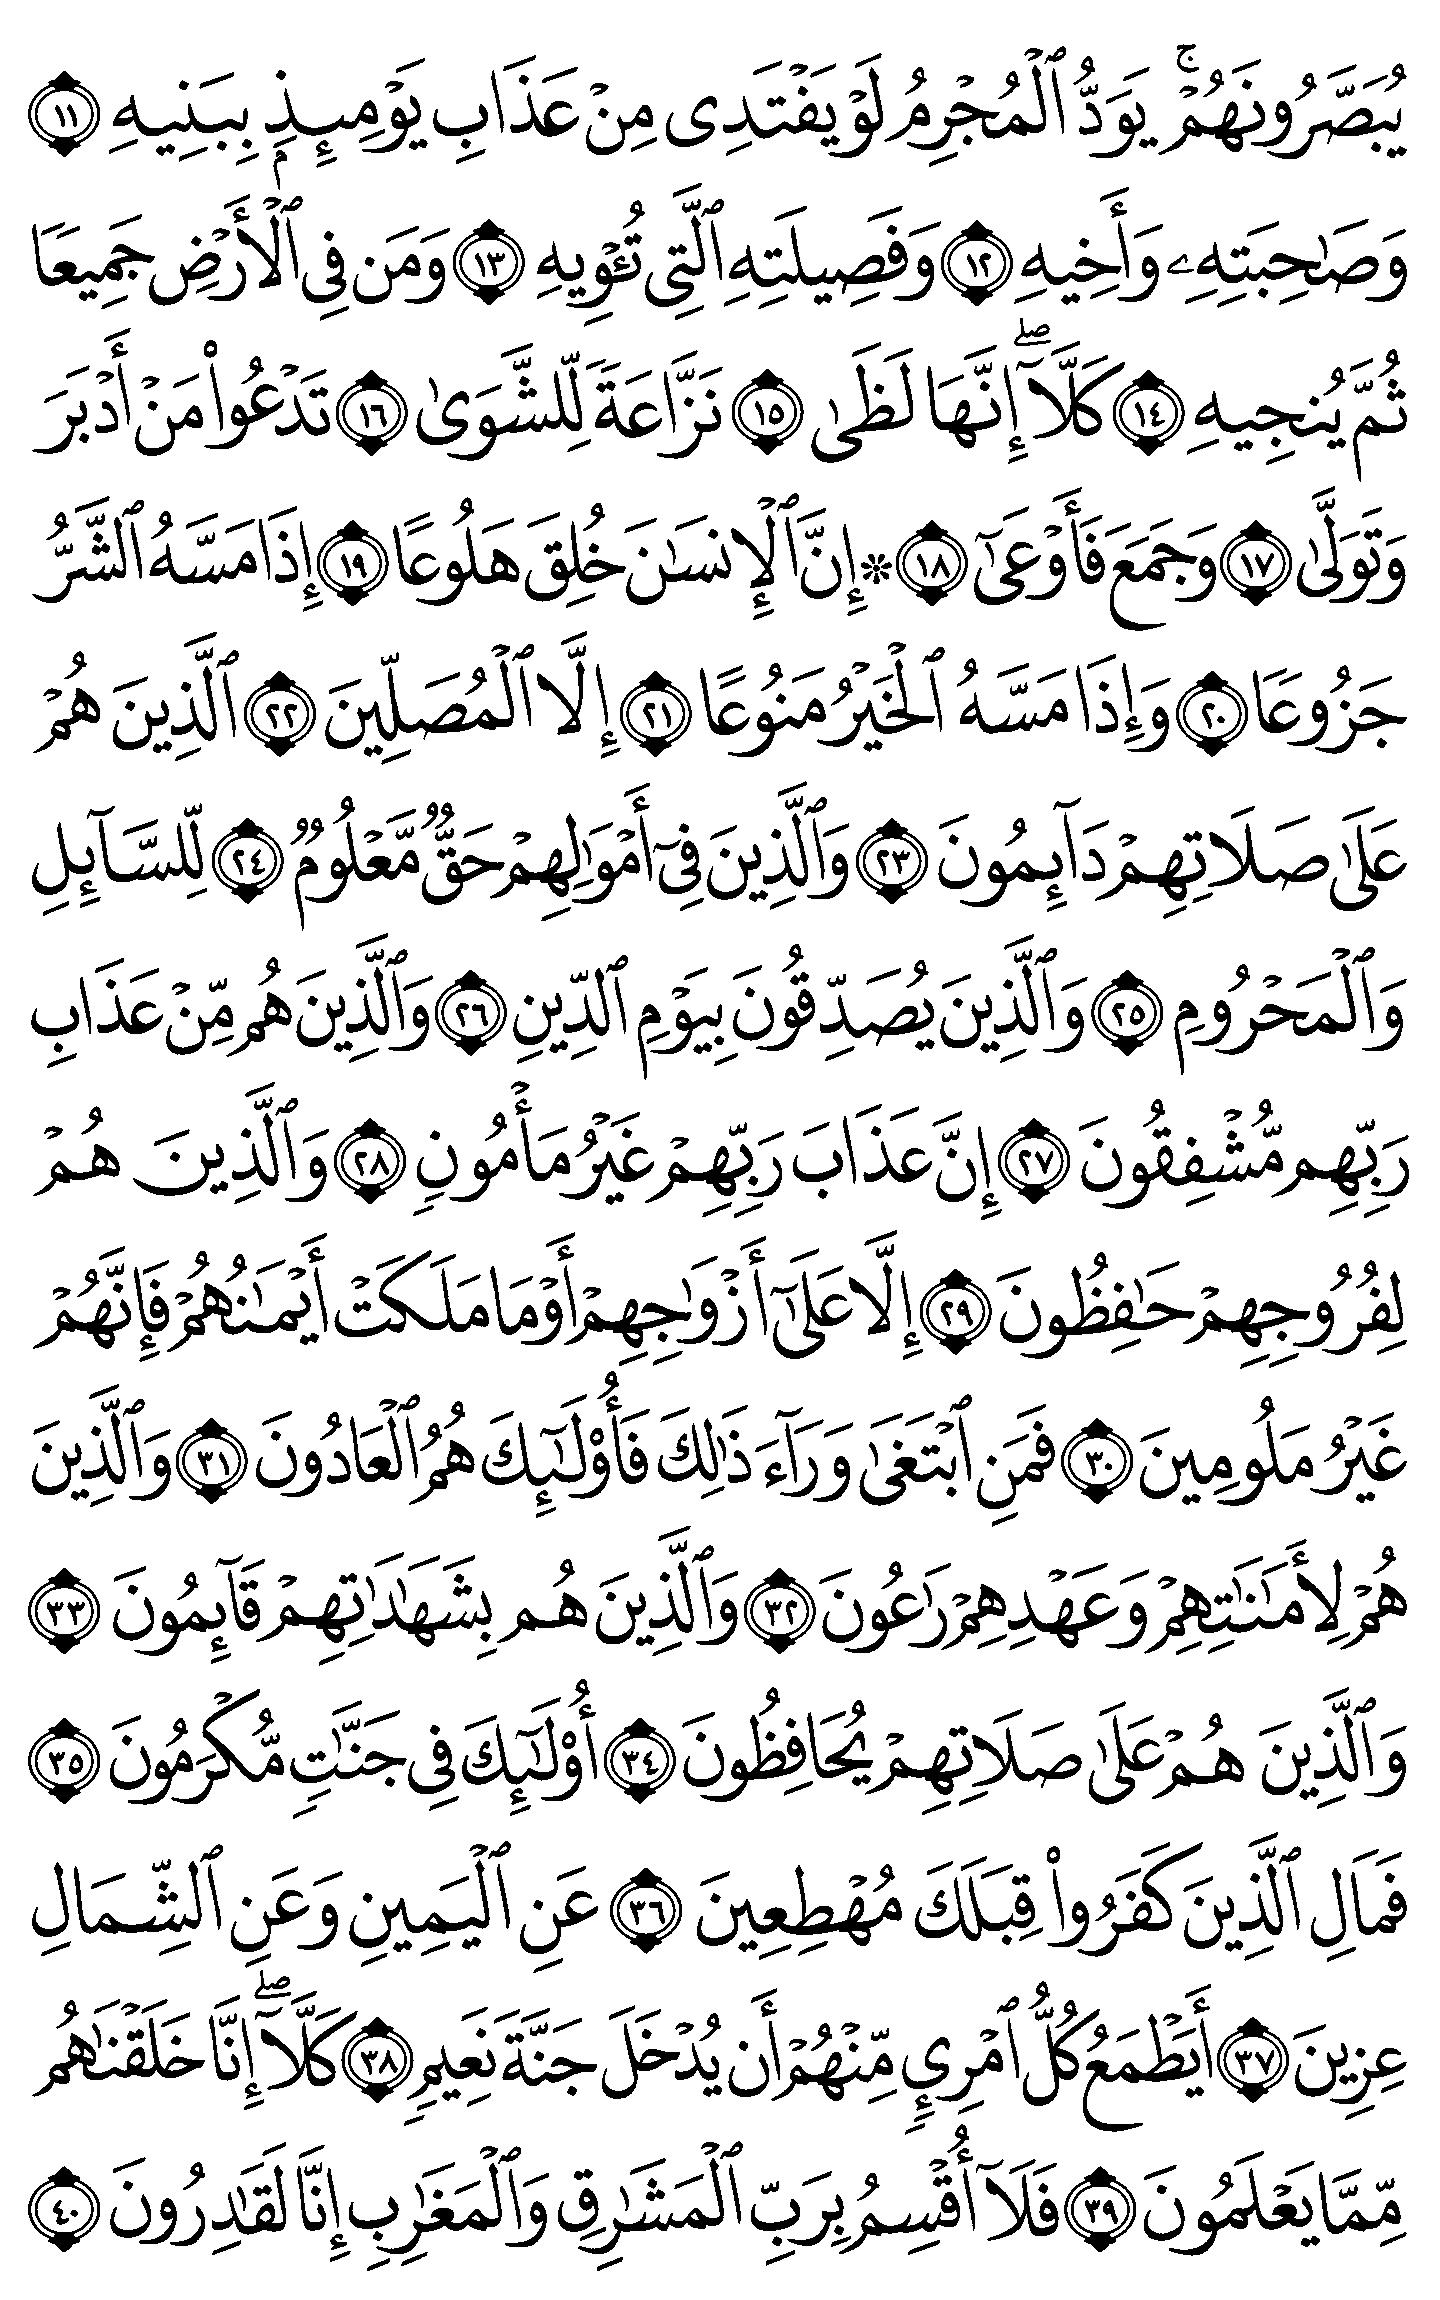 يُبَصَّرُونَهُمْۚ يَوَدُّ ٱلْمُجْرِمُ لَوْ يَفْتَدِى مِنْ عَذَابِ يَوْمِئِذٍۭ بِبَنِيهِ ١١
وَصَٰحِبَتِهِۦ وَأَخِيهِ ١٢ وَفَصِيلَتِهِ ٱلَّتِى تُـْٔوِيهِ ١٣ وَمَن فِى ٱلْأَرْضِ جَمِيعًا
ثُمَّ يُنجِيهِ ١٤ كَلَّآۖ إِنَّهَا لَظَىٰ ١٥ نَزَّاعَةً لِّلشَّوَىٰ ١٦ تَدْعُوا۟ مَنْ أَدْبَرَ
وَتَوَلَّىٰ ١٧ وَجَمَعَ فَأَوْعَىٰٓ ١٨ ۞ إِنَّ ٱلْإِنسَٰنَ خُلِقَ هَلُوعًا ١٩ إِذَا مَسَّهُ ٱلشَّرُّ
جَزُوعًا ٢٠ وَإِذَا مَسَّهُ ٱلْخَيْرُ مَنُوعًا ٢١ إِلَّا ٱلْمُصَلِّينَ ٢٢ ٱلَّذِينَ هُمْ
عَلَىٰ صَلَاتِهِمْ دَآئِمُونَ ٢٣ وَٱلَّذِينَ فِىٓ أَمْوَٰلِهِمْ حَقٌّ مَّعْلُومٌ ٢٤ لِّلسَّآئِلِ
وَٱلْمَحْرُومِ ٢٥ وَٱلَّذِينَ يُصَدِّقُونَ بِيَوْمِ ٱلدِّينِ ٢٦ وَٱلَّذِينَ هُم مِّنْ عَذَابِ
رَبِّهِم مُّشْفِقُونَ ٢٧ إِنَّ عَذَابَ رَبِّهِمْ غَيْرُ مَأْمُونٍ ٢٨ وَٱلَّذِينَ هُمْ
لِفُرُوجِهِمْ حَٰفِظُونَ ٢٩ إِلَّا عَلَىٰٓ أَزْوَٰجِهِمْ أَوْ مَا مَلَكَتْ أَيْمَٰنُهُمْ فَإِنَّهُمْ
غَيْرُ مَلُومِينَ ٣٠ فَمَنِ ٱبْتَغَىٰ وَرَآءَ ذَٰلِكَ فَأُو۟لَٰٓئِكَ هُمُ ٱلْعَادُونَ ٣١ وَٱلَّذِينَ
هُمْ لِأَمَٰنَٰتِهِمْ وَعَهْدِهِمْ رَٰعُونَ ٣٢ وَٱلَّذِينَ هُم بِشَهَٰدَٰتِهِمْ قَآئِمُونَ ٣٣
وَٱلَّذِينَ هُمْ عَلَىٰ صَلَاتِهِمْ يُحَافِظُونَ ٣٤ أُو۟لَٰٓئِكَ فِى جَنَّٰتٍ مُّكْرَمُونَ ٣٥
فَمَالِ ٱلَّذِينَ كَفَرُوا۟ قِبَلَكَ مُهْطِعِينَ ٣٦ عَنِ ٱلْيَمِينِ وَعَنِ ٱلشِّمَالِ
عِزِينَ ٣٧ أَيَطْمَعُ كُلُّ ٱمْرِئٍ مِّنْهُمْ أَن يُدْخَلَ جَنَّةَ نَعِيمٍ ٣٨ كَلَّآۖ إِنَّا خَلَقْنَٰهُم
مِّمَّا يَعْلَمُونَ ٣٩ فَلَآ أُقْسِمُ بِرَبِّ ٱلْمَشَٰرِقِ وَٱلْمَغَٰرِبِ إِنَّا لَقَٰدِرُونَ ٤٠